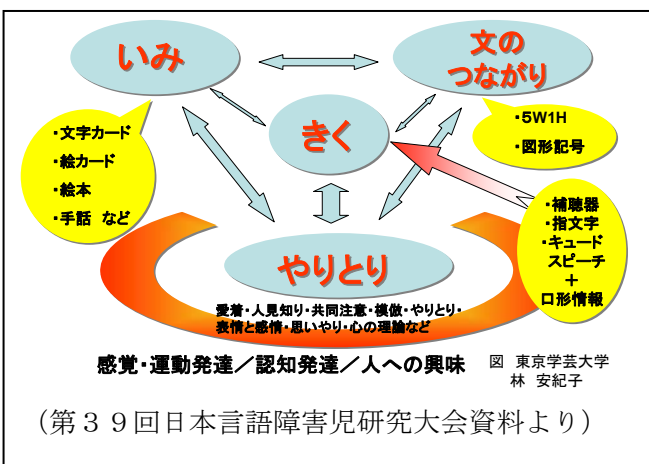 いみ
文の
つながり
きく
・文字カード
・絵カード
・絵本
・手話 など
・5W1H
・図形記号
・補聴器
・指文字
・キュード
スピーチ
+
口形情報
やりとり
愛着・人見知り・共同注意・模倣・やりとり・
表情と感情・思いやり・心の理論など
感覚・運動発達/認知発達/人への興味
図 東京学芸大学
林 安紀子
(第39回日本言語障害児研究大会資料より)